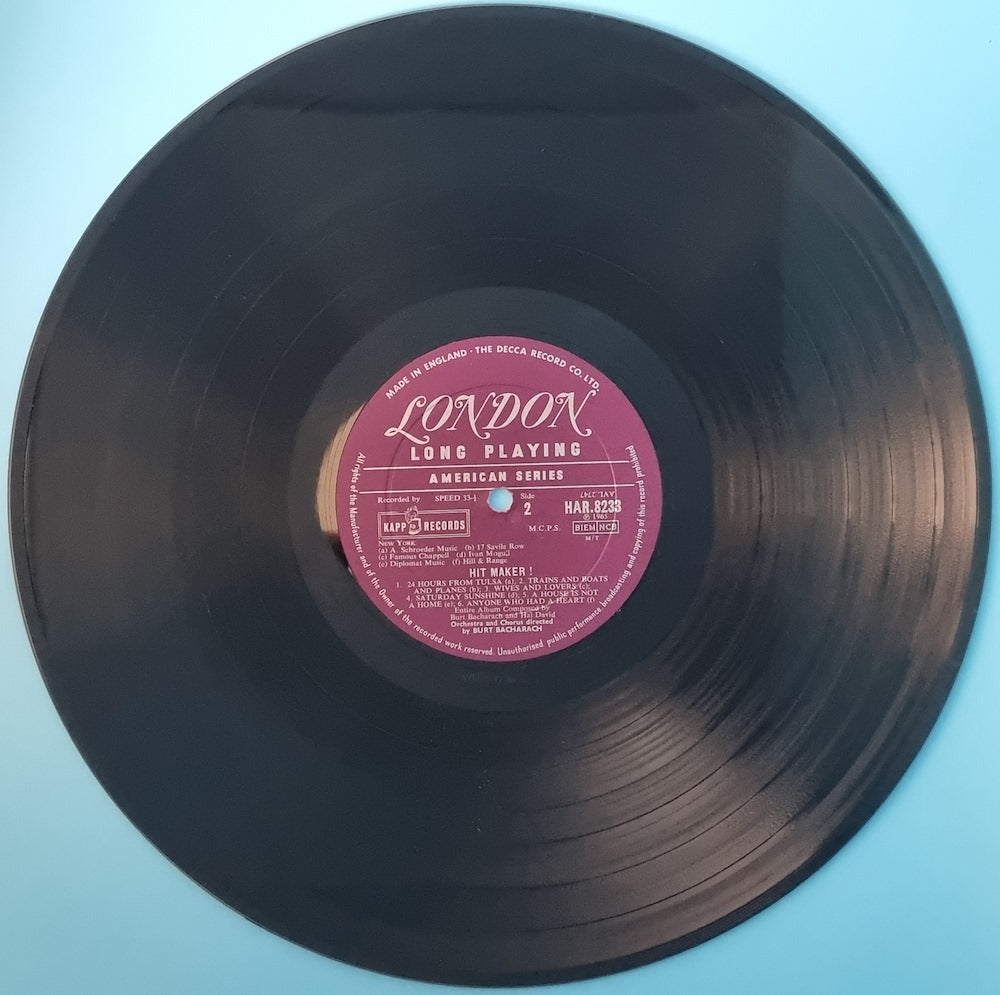 MADE IN ENGLAND · THE DECCA RECORD CO. LTD.
LONDON
LONG PLAYING
AMERICAN SERIES
Recorded by
SPEED 33⅓
Side
2
ARL 2741
HAR.8233
℗ 1965
KAPP RECORDS
M.C.P.S.
BIEM NCB
M/T
NEW YORK
(a) A. Schroeder Music (b) 17 Savile Row
(c) Famous Chappell (d) Ivan Mogull
(e) Diplomat Music (f) Hill & Range
HIT MAKER !
1. 24 HOURS FROM TULSA (a); 2. TRAINS AND BOATS
AND PLANES (b); 3. WIVES AND LOVERS (c);
4. SATURDAY SUNSHINE (d); 5. A HOUSE IS NOT
A HOME (e); 6. ANYONE WHO HAD A HEART (f)
Entire Album Composed by
Burt Bacharach and Hal David
Orchestra and Chorus directed
by BURT BACHARACH
All rights of the Manufacturer and of the Owner of the recorded work reserved. Unauthorised public performance, broadcasting and copying of this record prohibited